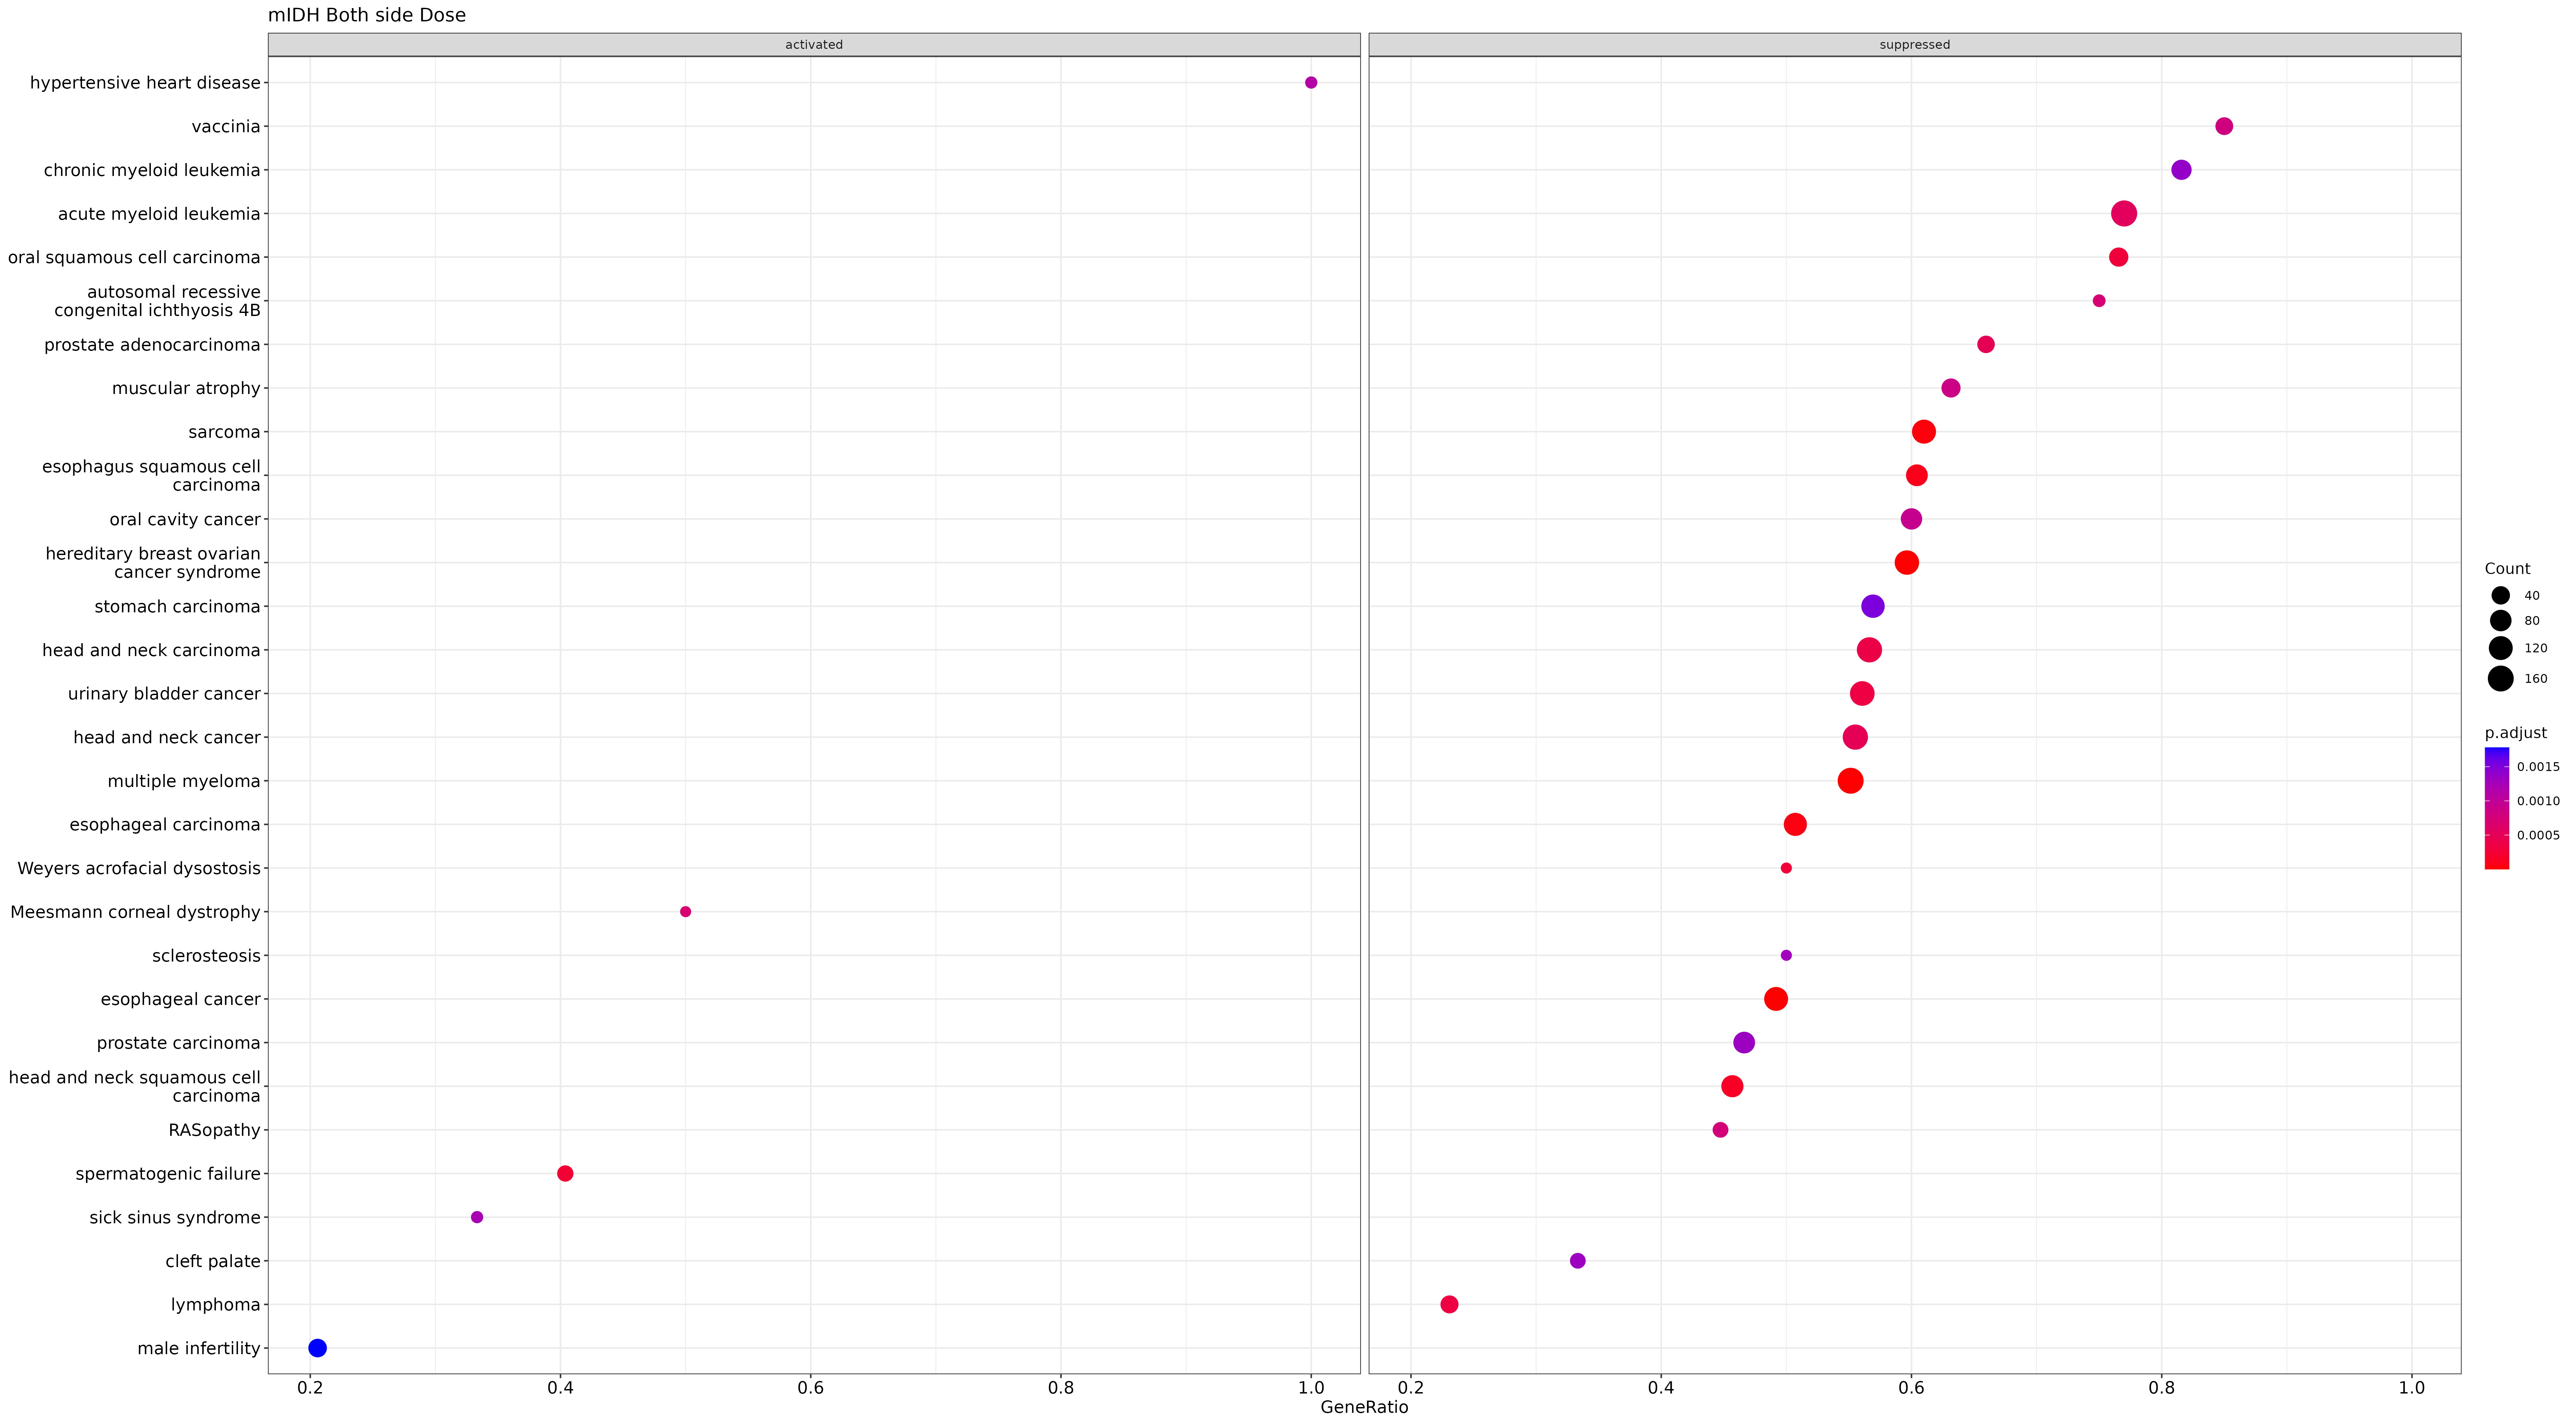 mIDH Both side Dose
activated
suppressed
hypertensive heart disease
vaccinia
chronic myeloid leukemia
acute myeloid leukemia
oral squamous cell carcinoma
autosomal recessive
congenital ichthyosis 4B
prostate adenocarcinoma
muscular atrophy
sarcoma
esophagus squamous cell
carcinoma
oral cavity cancer
hereditary breast ovarian
cancer syndrome
stomach carcinoma
head and neck carcinoma
urinary bladder cancer
head and neck cancer
multiple myeloma
esophageal carcinoma
Weyers acrofacial dysostosis
Meesmann corneal dystrophy
sclerosteosis
esophageal cancer
prostate carcinoma
head and neck squamous cell
carcinoma
RASopathy
spermatogenic failure
sick sinus syndrome
cleft palate
lymphoma
male infertility
0.2 0.4 0.6 0.8 1.0
0.2 0.4 0.6 0.8 1.0
GeneRatio
Count
40
80
120
160
p.adjust
0.0015
0.0010
0.0005